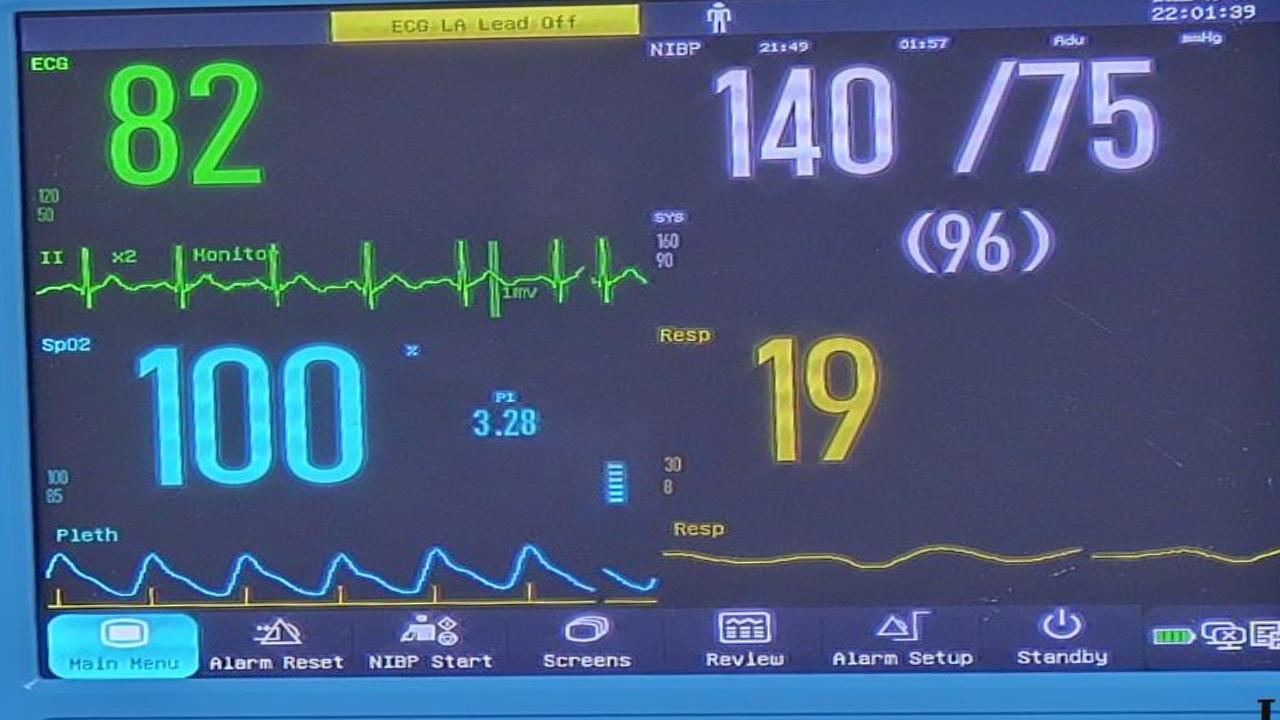 ECG LA Lead Off
22:01:39
ECG
82
120
50
NIBP 21:49 01:57 Adu mmHg
140 /75
(96)
SYS
160
90
II x2 Monitor
1mV
SpO2
100
%
PI
3.28
100
85
Resp
19
30
8
Pleth
Resp
Main Menu
Alarm Reset
NIBP Start
Screens
Review
Alarm Setup
Standby